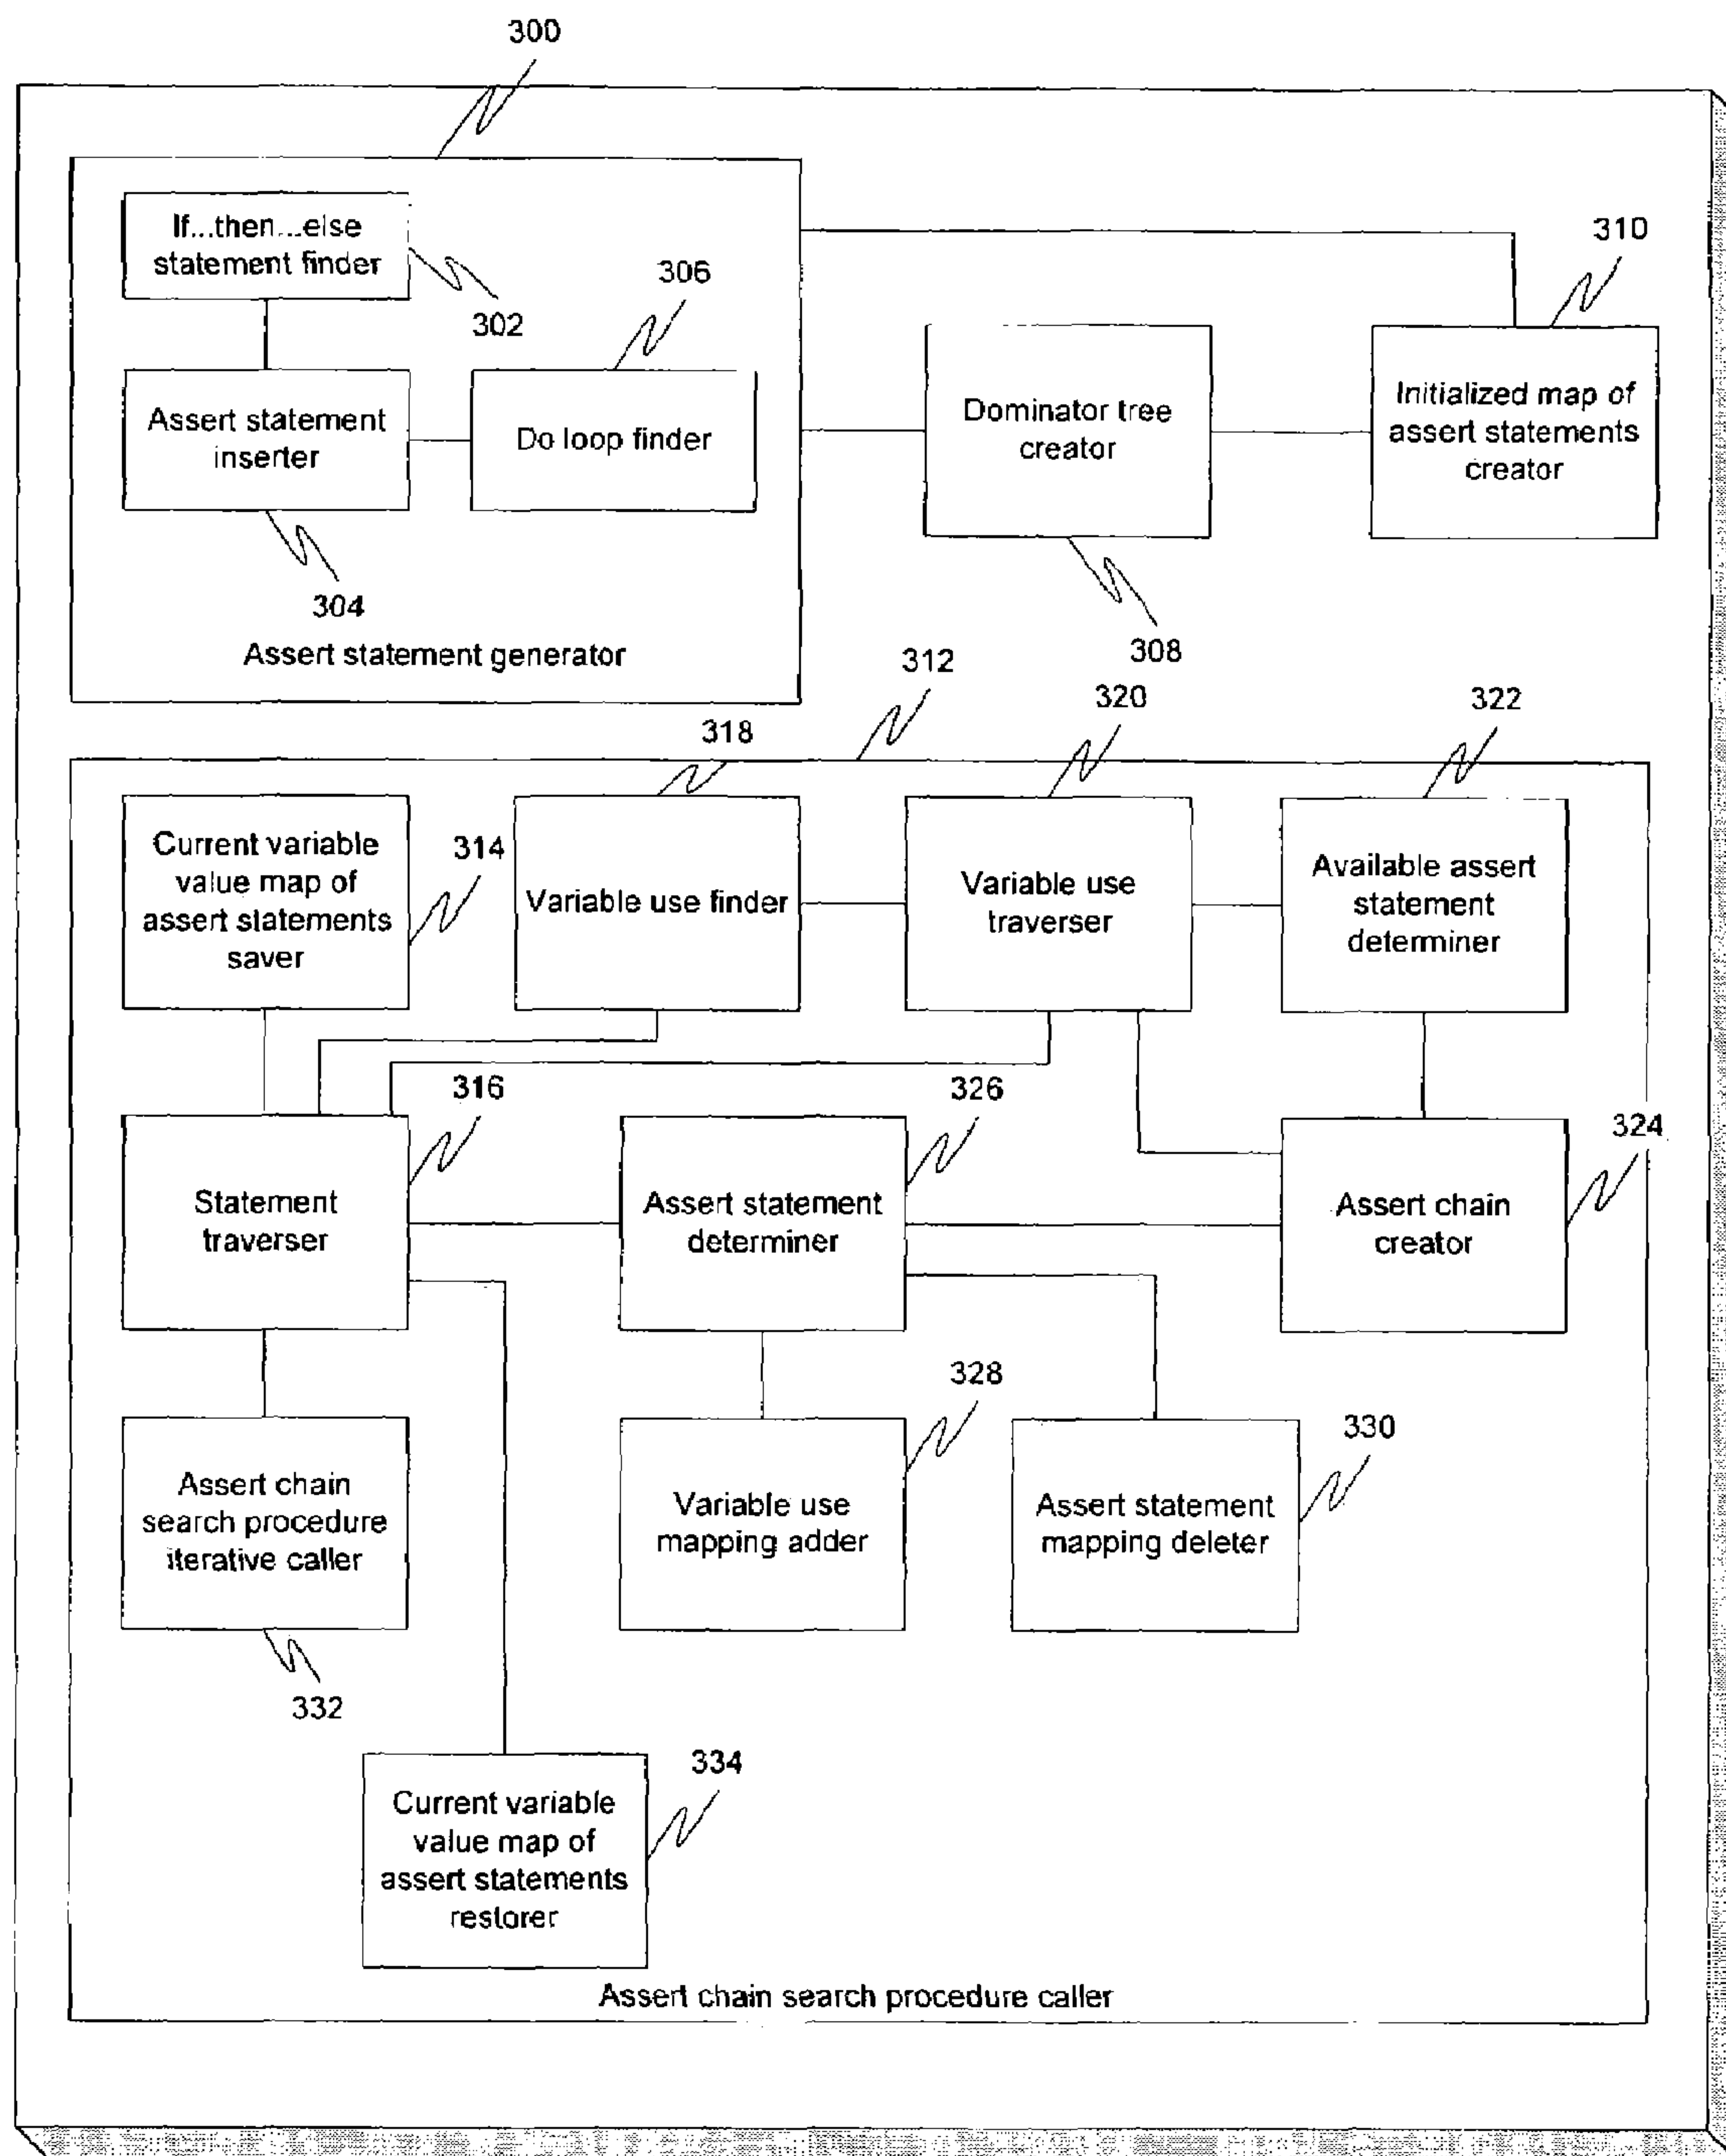 300
If...then...else
statement finder
302
306
310
Assert statement
inserter
Do loop finder
Dominator tree
creator
Initialized map of
assert statements
creator
304
308
Assert statement generator
312
318
320
322
Current variable
value map of
assert statements
saver
314
Variable use finder
Variable use
traverser
Available assert
statement
determiner
316
326
324
Statement
traverser
Assert statement
determiner
Assert chain
creator
328
330
Assert chain
search procedure
iterative caller
Variable use
mapping adder
Assert statement
mapping deleter
332
334
Current variable
value map of
assert statements
restorer
Assert chain search procedure caller